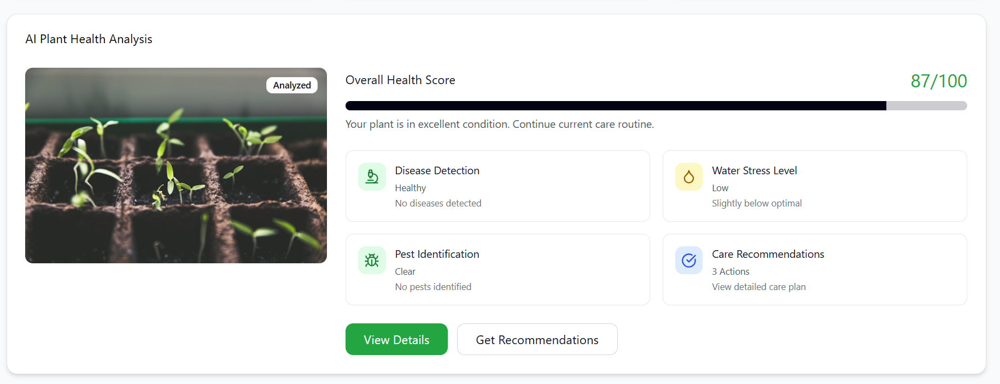 AI Plant Health Analysis
Analyzed
Overall Health Score
87/100
Your plant is in excellent condition. Continue current care routine.
Disease Detection
Healthy
No diseases detected
Water Stress Level
Low
Slightly below optimal
Pest Identification
Clear
No pests identified
Care Recommendations
3 Actions
View detailed care plan
View Details
Get Recommendations